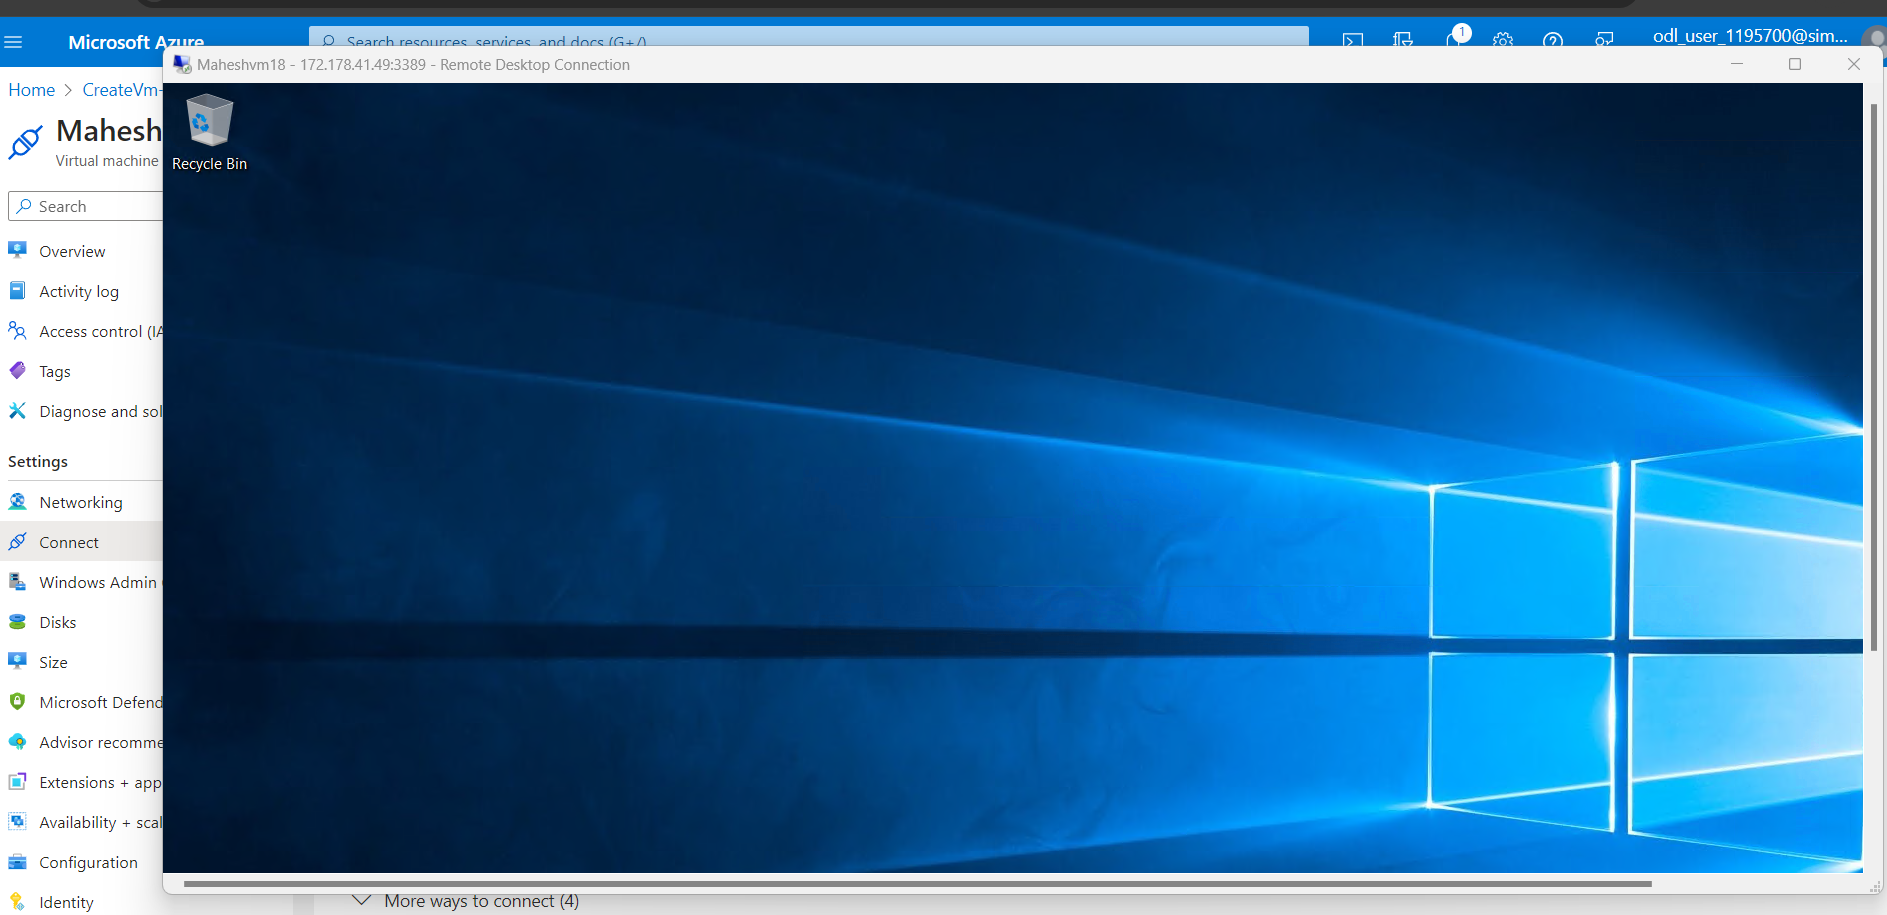 Microsoft Azure
Search resources, services, and docs (G+/)
1
odl_user_1195700@sim...
Maheshvm18 - 172.178.41.49:3389 - Remote Desktop Connection
Home > CreateVm-
Mahesh
Virtual machine
Search
Overview
Activity log
Access control (IA
Tags
Diagnose and sol
Settings
Networking
Connect
Windows Admin
Disks
Size
Microsoft Defend
Advisor recomme
Extensions + app
Availability + scal
Configuration
Identity
Recycle Bin
More ways to connect (4)